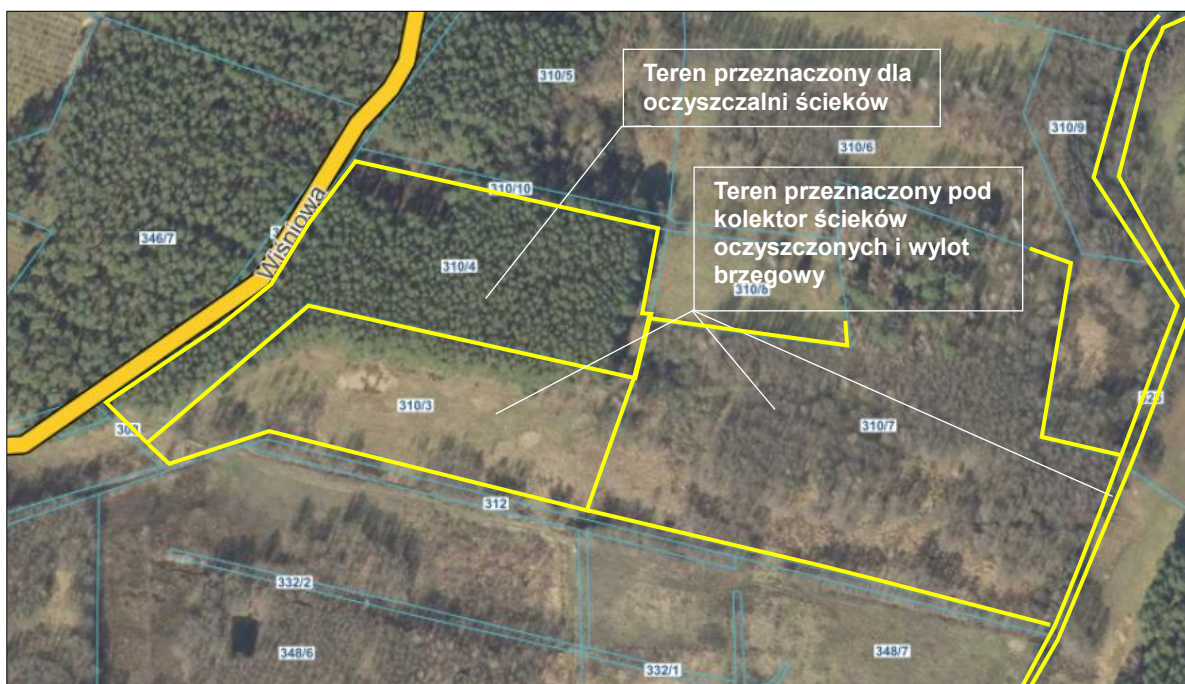 Teren przeznaczony dla
oczyszczalni ścieków
310/5
310/9
310/6
310/10
Teren przeznaczony pod
kolektor ścieków
oczyszczonych i wylot
brzegowy
346/7
Wiśniowa
310/4
310/8
310/3
310/7
312
332/2
348/6
332/1
348/7